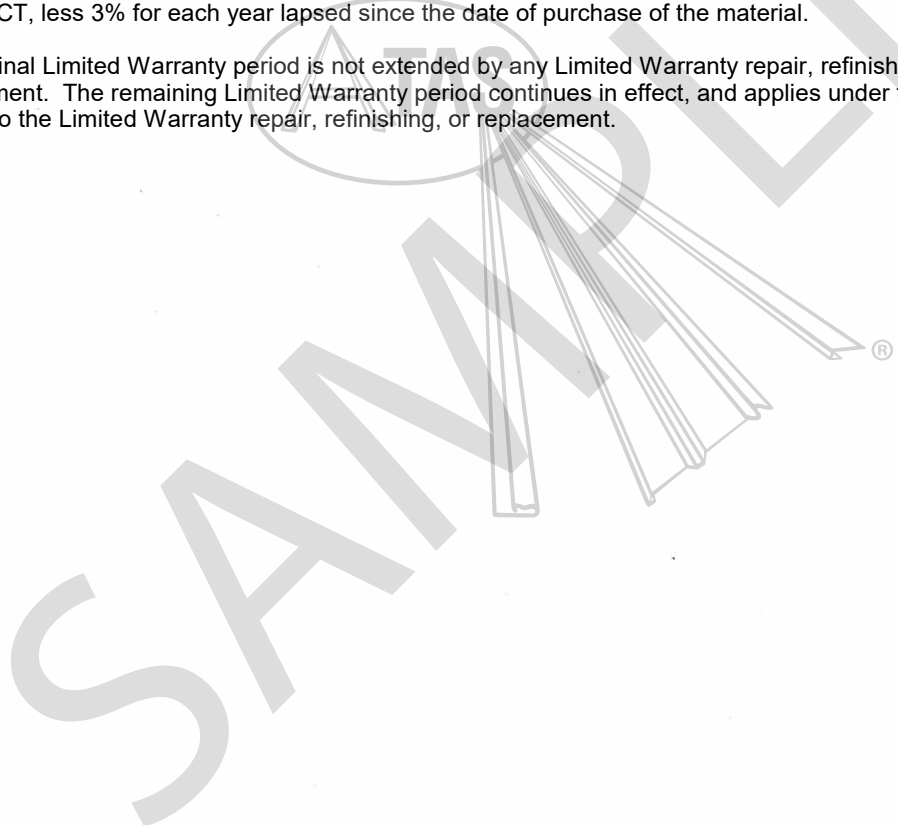 CT, less 3% for each year lapsed since the date of purchase of the material.
inal Limited Warranty period is not extended by any Limited Warranty repair, refinish
ment. The remaining Limited Warranty period continues in effect, and applies under
o the Limited Warranty repair, refinishing, or replacement.
ATAS
®
SAMPL